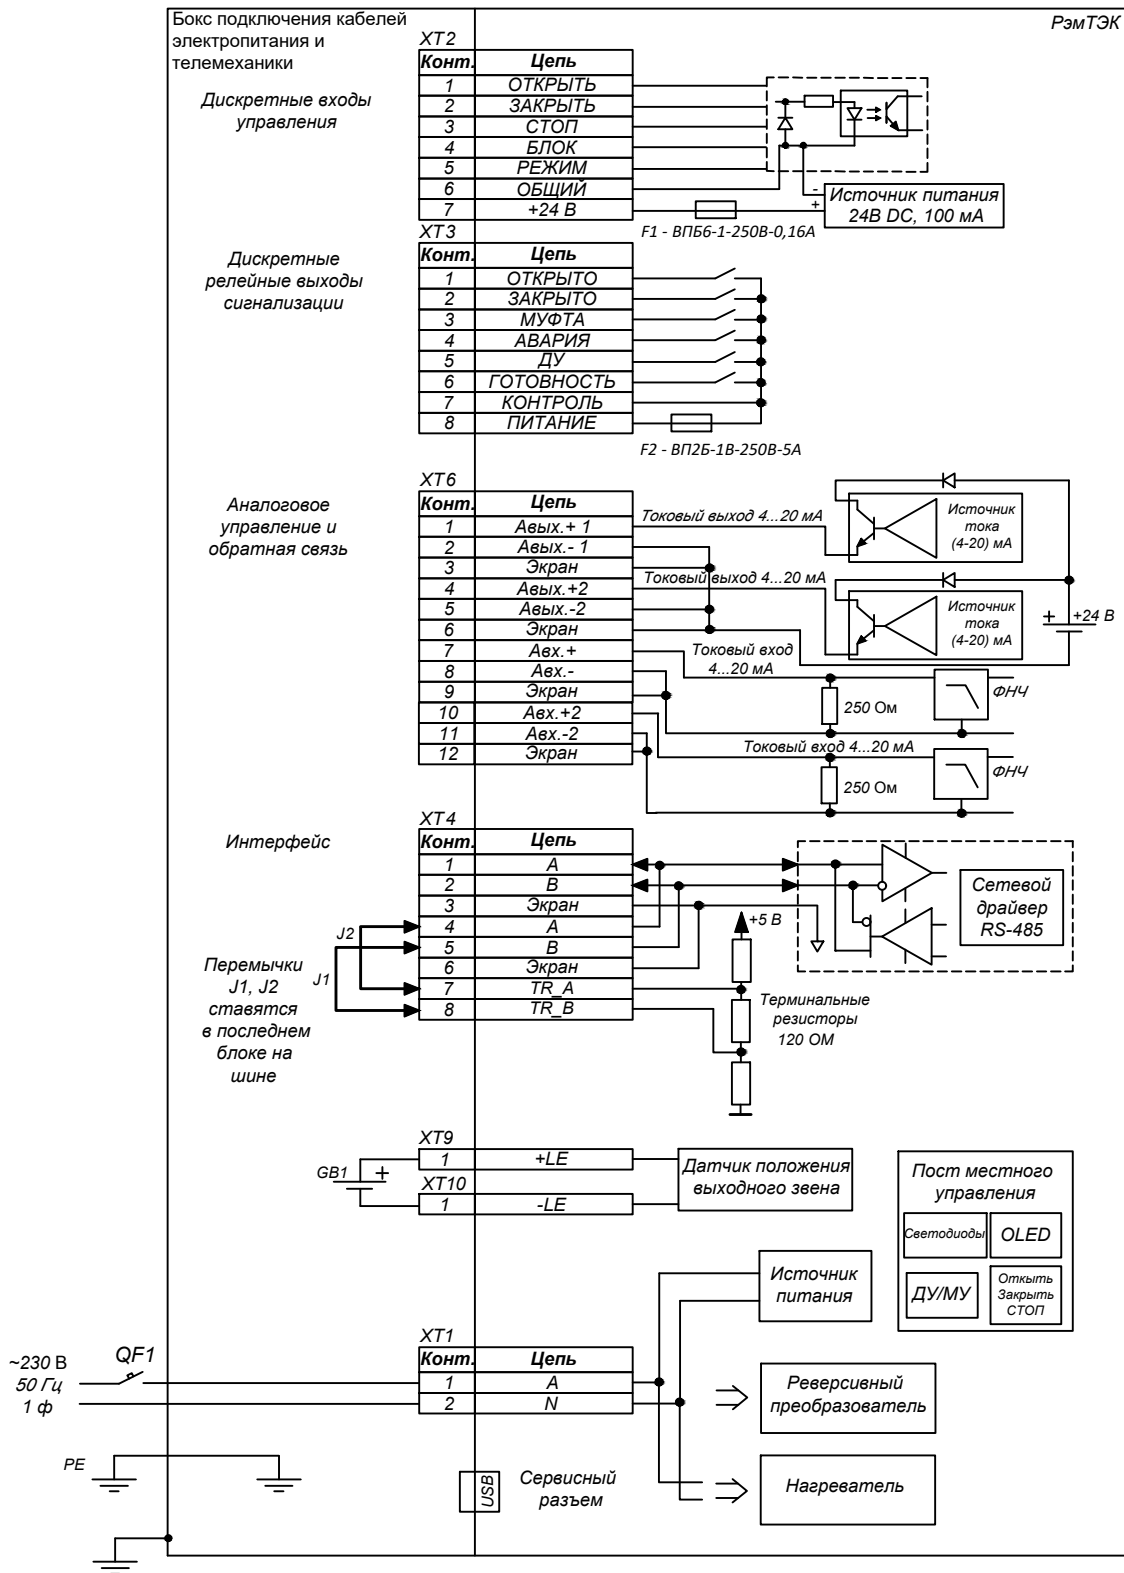 Бокс подключения кабелей
электропитания и
телемеханики
РэмТЭК
Дискретные входы
управления
XT2
Конт. Цепь
1 ОТКРЫТЬ
2 ЗАКРЫТЬ
3 СТОП
4 БЛОК
5 РЕЖИМ
6 ОБЩИЙ
7 +24 В
-
+
Источник питания
24В DC, 100 мА
F1 - ВПБ6-1-250В-0,16А
Дискретные
релейные выходы
сигнализации
XT3
Конт. Цепь
1 ОТКРЫТО
2 ЗАКРЫТО
3 МУФТА
4 АВАРИЯ
5 ДУ
6 ГОТОВНОСТЬ
7 КОНТРОЛЬ
8 ПИТАНИЕ
F2 - ВП2Б-1В-250В-5А
Аналоговое
управление и
обратная связь
XT6
Конт. Цепь
1 Авых.+ 1
2 Авых.- 1
3 Экран
4 Авых.+2
5 Авых.-2
6 Экран
7 Авх.+
8 Авх.-
9 Экран
10 Авх.+2
11 Авх.-2
12 Экран
Токовый выход 4...20 мА
Источник
тока
(4-20) мА
Токовый выход 4...20 мА
Источник
тока
(4-20) мА
+ +24 В
Токовый вход
4...20 мА
250 Ом
ФНЧ
Токовый вход 4...20 мА
250 Ом
ФНЧ
Интерфейс
XT4
Конт. Цепь
1 A
2 B
3 Экран
4 A
5 B
6 Экран
7 TR_A
8 TR_B
J2
J1
Перемычки
J1, J2
ставятся
в последнем
блоке на
шине
+5 В
Терминальные
резисторы
120 ОМ
Сетевой
драйвер
RS-485
GB1 +
XT9
1 +LE
XT10
1 -LE
Датчик положения
выходного звена
Пост местного
управления
Светодиоды
OLED
ДУ/МУ
Откыть
Закрыть
СТОП
Источник
питания
~230 В
50 Гц
1 ф
QF1
XT1
Конт. Цепь
1 A
2 N
Реверсивный
преобразователь
PE
USB
Сервисный
разъем
Нагреватель